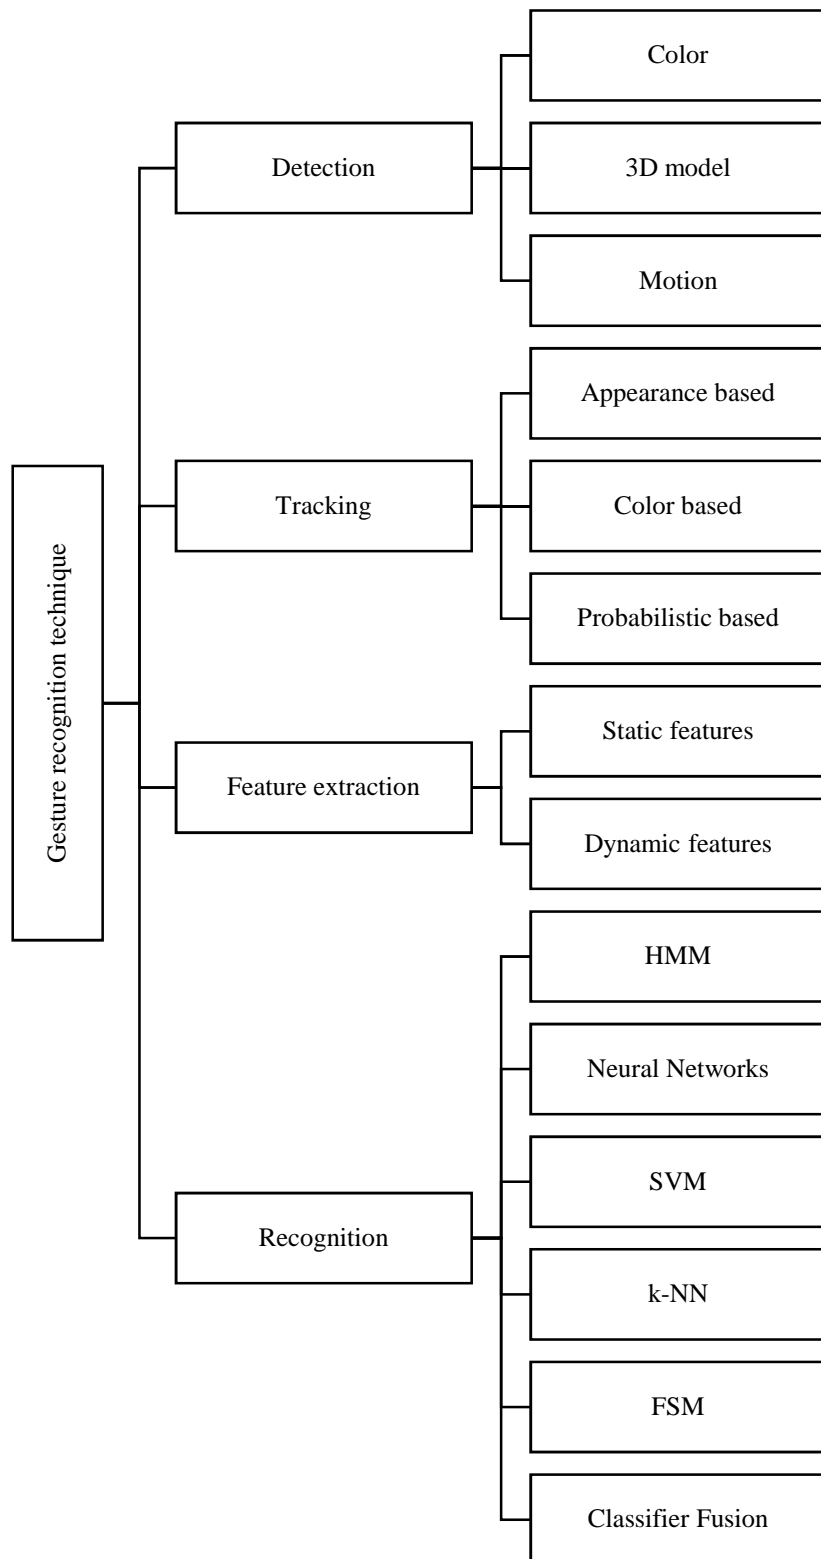 Gesture recognition technique
Detection
Color
3D model
Motion
Tracking
Appearance based
Color based
Probabilistic based
Feature extraction
Static features
Dynamic features
Recognition
HMM
Neural Networks
SVM
k-NN
FSM
Classifier Fusion